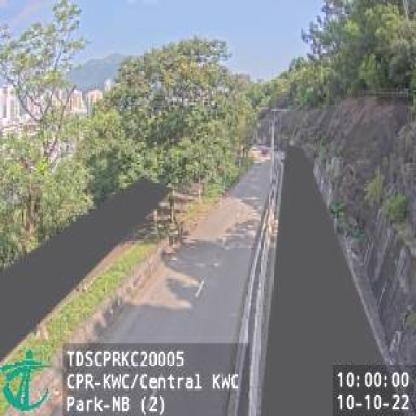 TDSCPRKC20005
CPR-KWC/Central KWC
Park-NB (2)
10:00:00
10-10-22